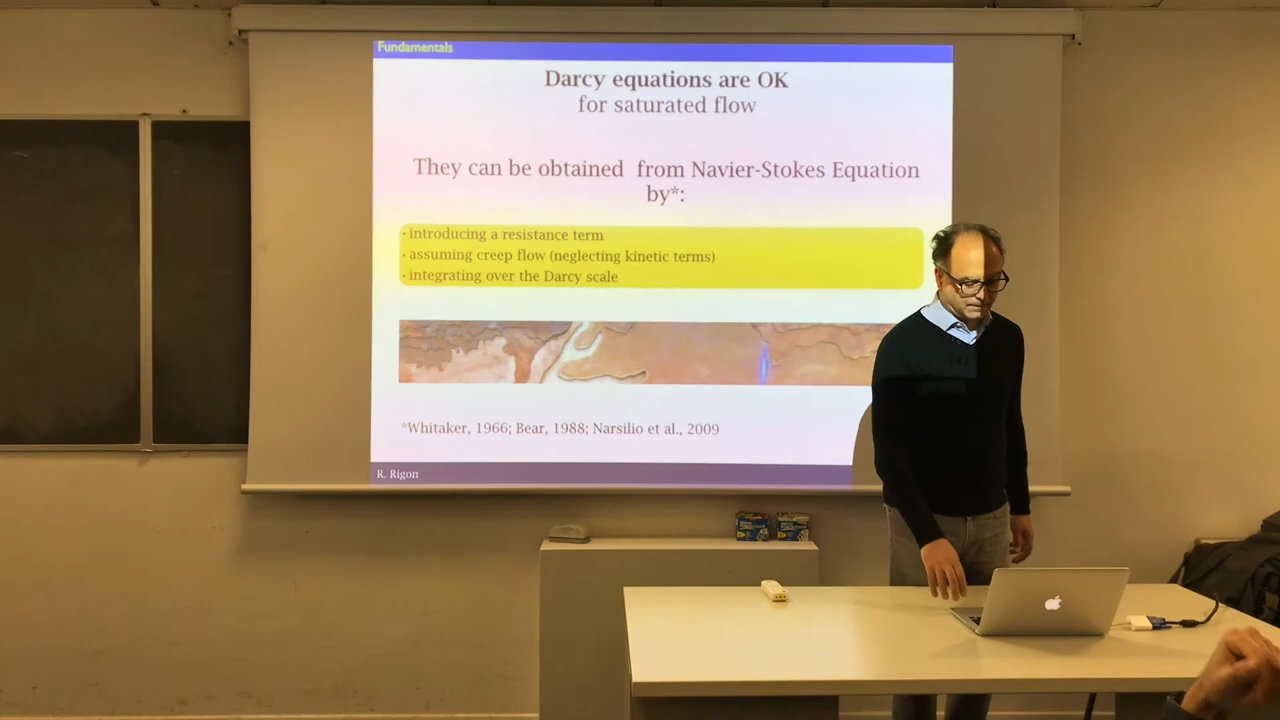 Fundamentals
Darcy equations are OK
for saturated flow
They can be obtained from Navier-Stokes Equation
by*:
· introducing a resistance term
· assuming creep flow (neglecting kinetic terms)
· integrating over the Darcy scale
*Whitaker, 1966; Bear, 1988; Narsilio et al., 2009
R. Rigon